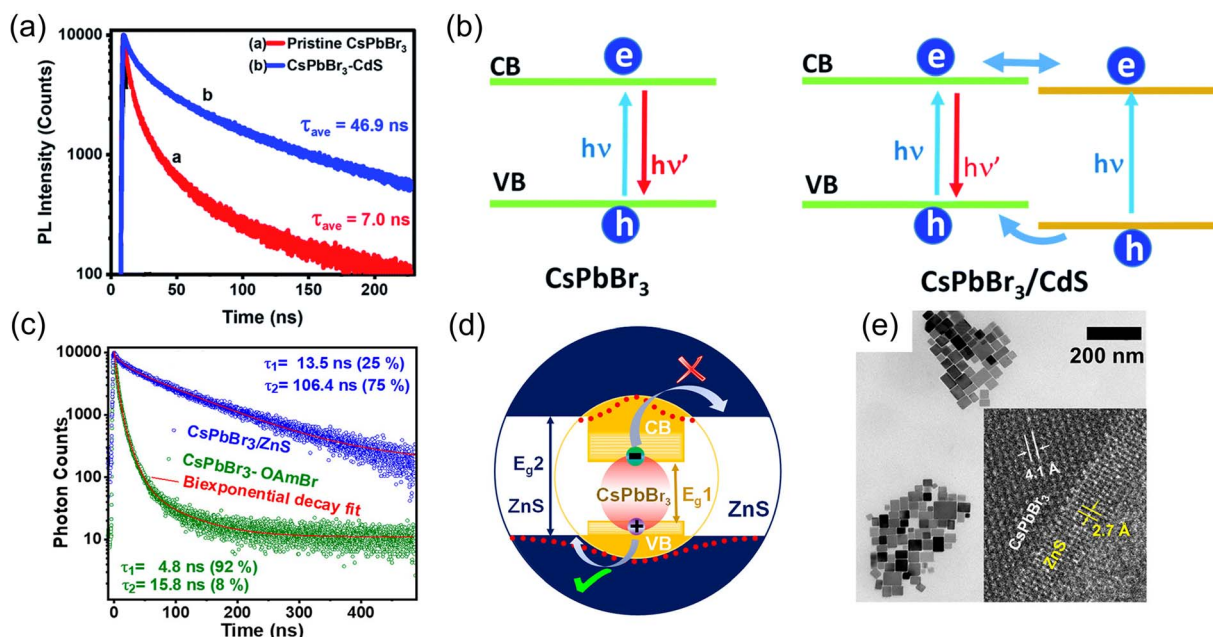 (a)
10000
1000
100
PL Intensity (Counts)
(a) Pristine CsPbBr3
(b) CsPbBr3-CdS
b
τave = 46.9 ns
a
τave = 7.0 ns
50
100
150
200
Time (ns)
(b)
CB
e
hν
hν'
VB
h
CsPbBr3
CB
e
e
hν
hν'
hν
VB
h
h
CsPbBr3/CdS
(c)
10000
1000
100
10
Photon Counts
τ1= 13.5 ns (25 %)
τ2= 106.4 ns (75 %)
CsPbBr3/ZnS
CsPbBr3- OAmBr
Biexponential decay fit
τ1= 4.8 ns (92 %)
τ2= 15.8 ns (8 %)
0
100
200
300
400
Time (ns)
(d)
CB
Eg2
ZnS
CsPbBr3
Eg1
ZnS
VB
(e)
200 nm
4.1 Å
CsPbBr3
ZnS
2.7 Å